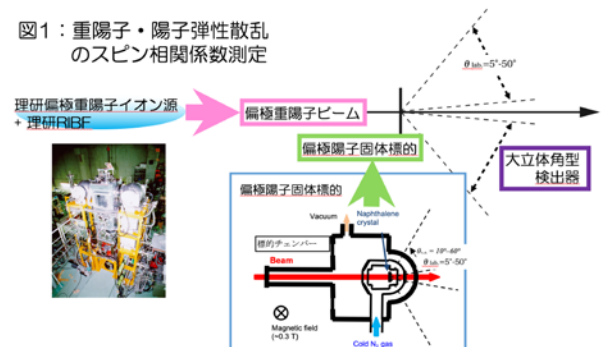 図1：重陽子・陽子弾性散乱
のスピン相関係数測定
理研偏極重陽子イオン源
+ 理研RIBF
偏極重陽子ビーム
θlab.=5°-50°
偏極陽子固体標的
大立体角型
検出器
偏極陽子固体標的
Vacuum
Naphthalene
crystal
標的チェンバー
= 10°-60°
Beam
θlab.=5°-50°
Magnetic field
(~0.3 T)
Cold N₂ gas